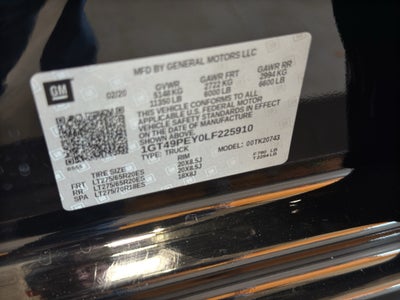 GM
MFD BY GENERAL MOTORS LLC
02/20 GVWR GAWR FRT GAWR RR
5148 KG 2722 KG 2994 KG
11350 LB 6000 LB 6600 LB
THIS VEHICLE CONFORMS TO ALL
APPLICABLE U.S. FEDERAL MOTOR
VEHICLE SAFETY STANDARDS IN
EFFECT ON THE DATE OF
MANUFACTURE SHOWN ABOVE.
1GT49PEY0LF225910
TYPE: TRUCK MODEL: 00TK20743
TIRE SIZE RIM
FRT LT275/65R20ES 20X8.5J
RR LT275/65R20ES 20X8.5J
SPA LT275/70R18ES 18X8J